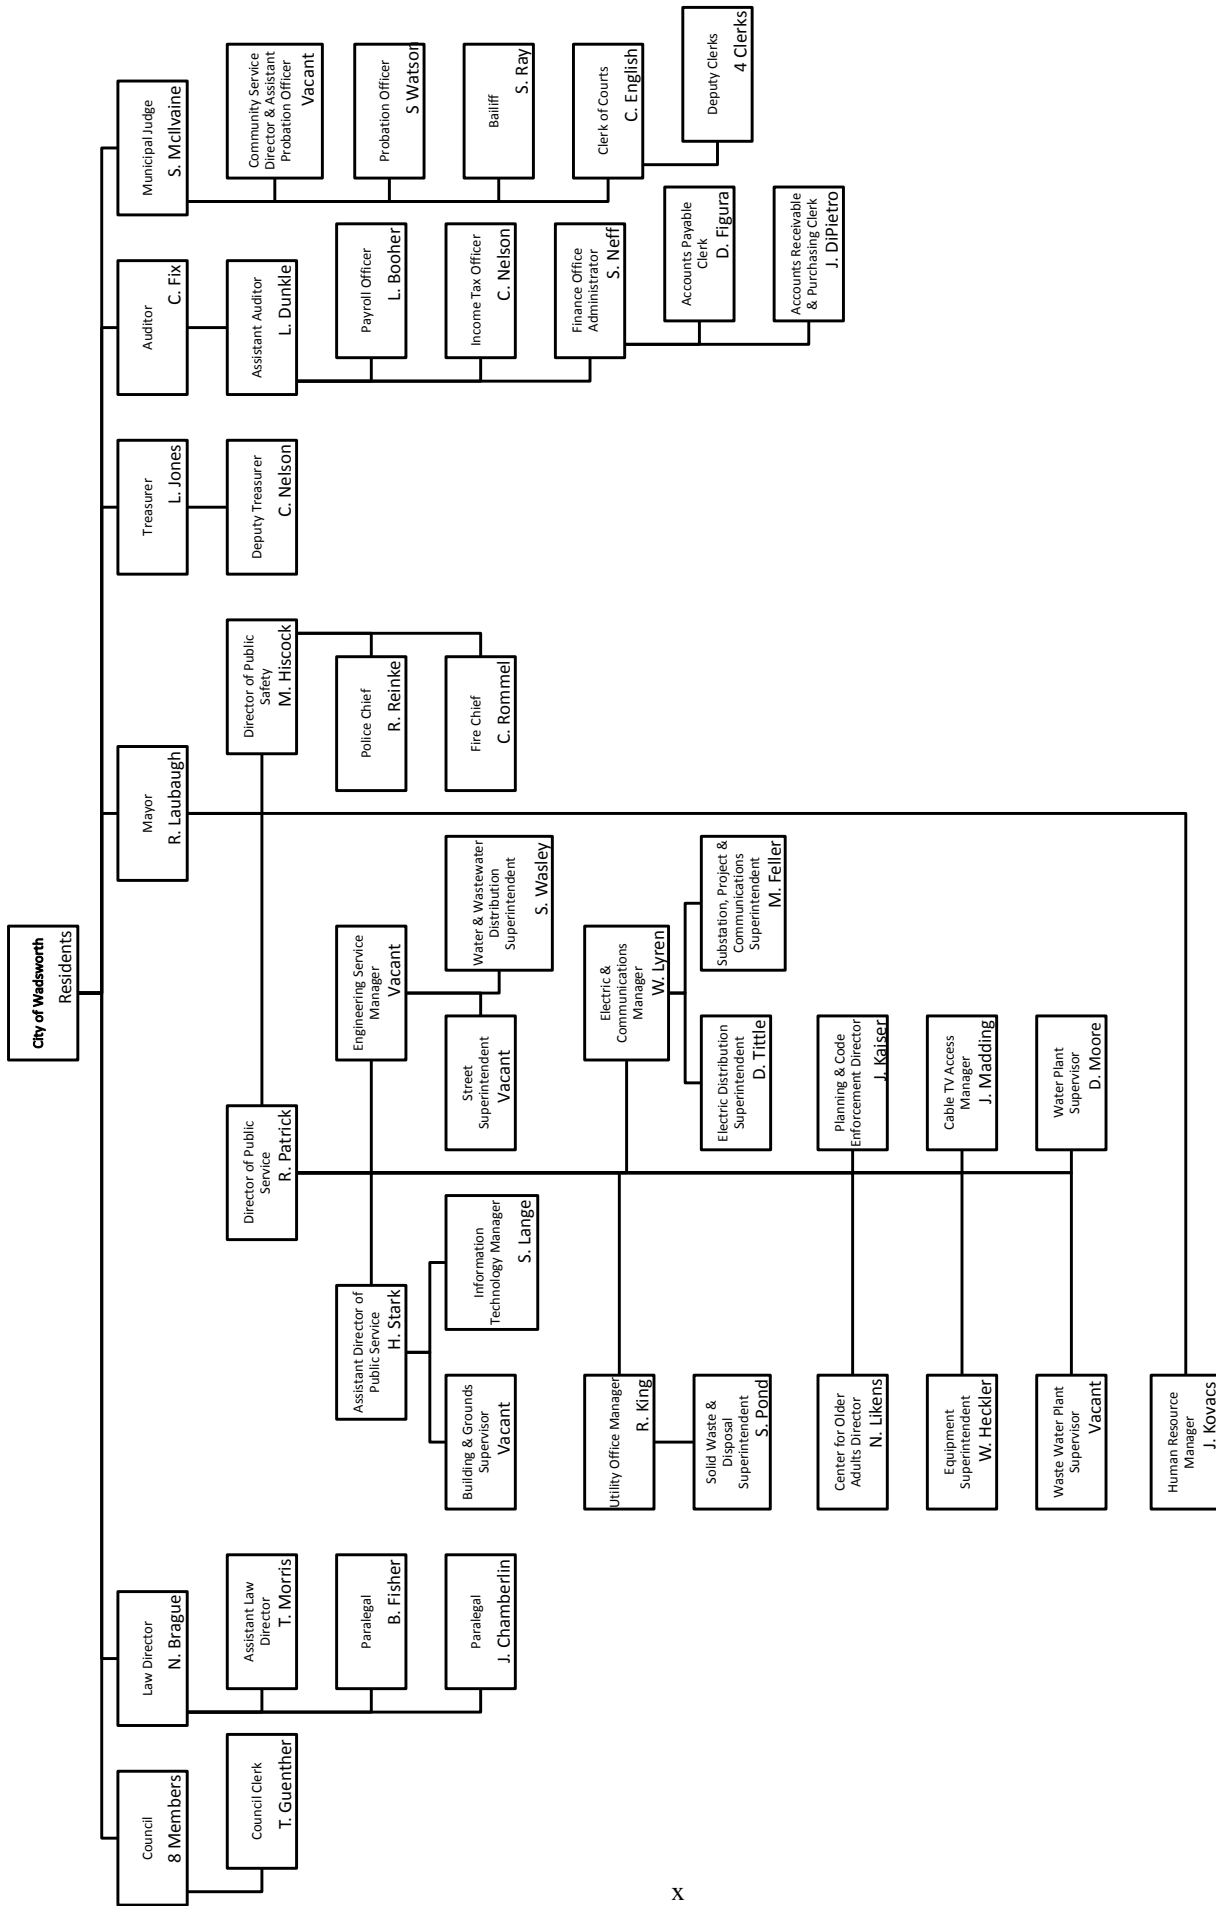 City of Wadsworth
Residents
Council
8 Members
Council Clerk
T. Guenther
Law Director
N. Brague
Assistant Law
Director
T. Morris
Paralegal
B. Fisher
Paralegal
J. Chamberlin
Mayor
R. Laubaugh
Director of Public
Service
R. Patrick
Assistant Director of
Public Service
H. Stark
Building & Grounds
Supervisor
Vacant
Information
Technology Manager
S. Lange
Engineering Service
Manager
Vacant
Street
Superintendent
Vacant
Water & Wastewater
Distribution
Superintendent
S. Wasley
Utility Office Manager
R. King
Solid Waste &
Disposal
Superintendent
S. Pond
Electric &
Communications
Manager
W. Lyren
Electric Distribution
Superintendent
D. Tittle
Substation, Project &
Communications
Superintendent
M. Feller
Center for Older
Adults Director
N. Likens
Planning & Code
Enforcement Director
J. Kaiser
Equipment
Superintendent
W. Heckler
Cable TV Access
Manager
J. Madding
Waste Water Plant
Supervisor
Vacant
Water Plant
Supervisor
D. Moore
Human Resource
Manager
J. Kovacs
Director of Public
Safety
M. Hiscock
Police Chief
R. Reinke
Fire Chief
C. Rommel
Treasurer
L. Jones
Deputy Treasurer
C. Nelson
Auditor
C. Fix
Assistant Auditor
L. Dunkle
Payroll Officer
L. Booher
Income Tax Officer
C. Nelson
Finance Office
Administrator
S. Neff
Accounts Payable
Clerk
D. Figura
Accounts Receivable
& Purchasing Clerk
J. DiPietro
Municipal Judge
S. McIlvaine
Community Service
Director & Assistant
Probation Officer
Vacant
Probation Officer
S Watson
Bailiff
S. Ray
Clerk of Courts
C. English
Deputy Clerks
4 Clerks
x